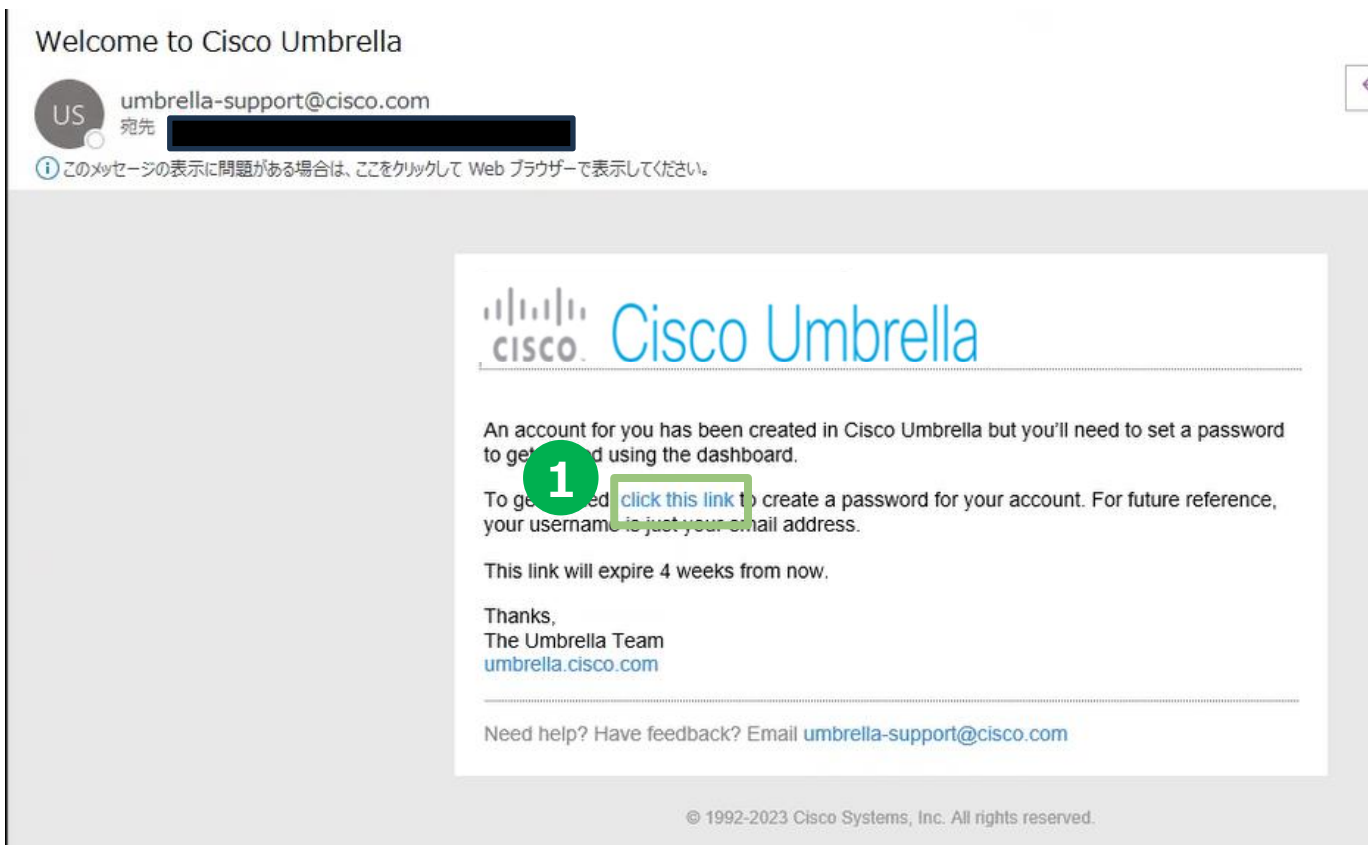 Welcome to Cisco Umbrella
US
umbrella-support@cisco.com
宛先
このメッセージの表示に問題がある場合は、ここをクリックして Web ブラウザーで表示してください。
CISCO Cisco Umbrella
An account for you has been created in Cisco Umbrella but you'll need to set a password
to get d using the dashboard.
1
To ge ed click this link to create a password for your account. For future reference,
your username is just your email address.
This link will expire 4 weeks from now.
Thanks,
The Umbrella Team
umbrella.cisco.com
Need help? Have feedback? Email umbrella-support@cisco.com
© 1992-2023 Cisco Systems, Inc. All rights reserved.